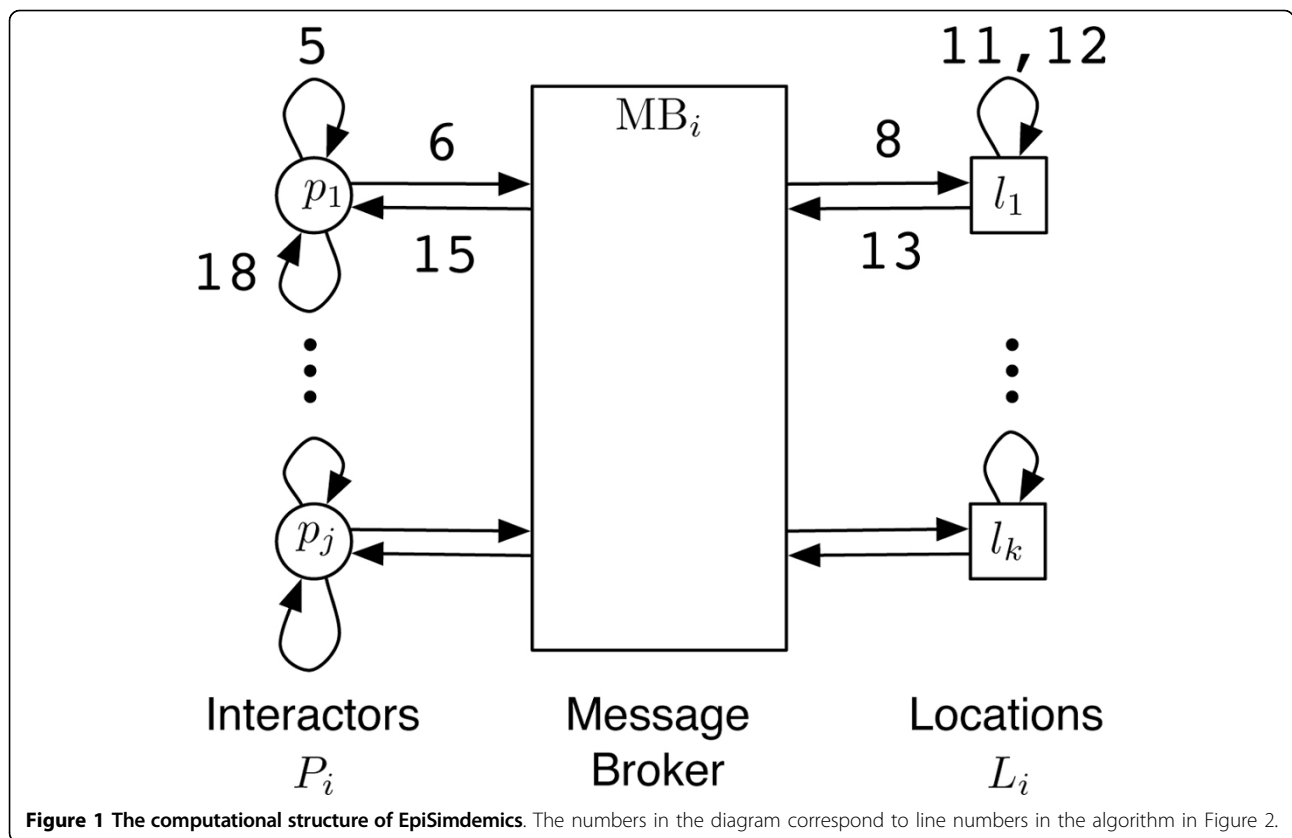 5
11,12
MB_i
6
8
p_1
l_1
15
13
18
p_j
l_k
Interactors
Message
Locations
P_i
Broker
L_i
Figure 1 The computational structure of EpiSimdemics. The numbers in the diagram correspond to line numbers in the algorithm in Figure 2.